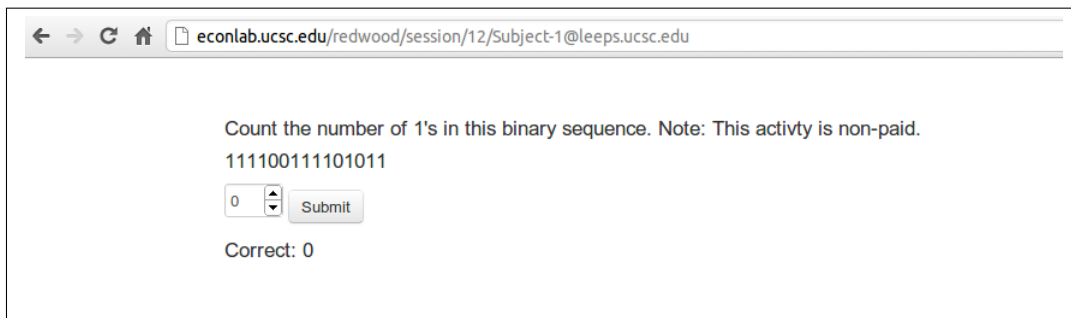 econlab.ucsc.edu/redwood/session/12/Subject-1@leeps.ucsc.edu
Count the number of 1's in this binary sequence. Note: This activty is non-paid.
111100111101011
0 Submit
Correct: 0